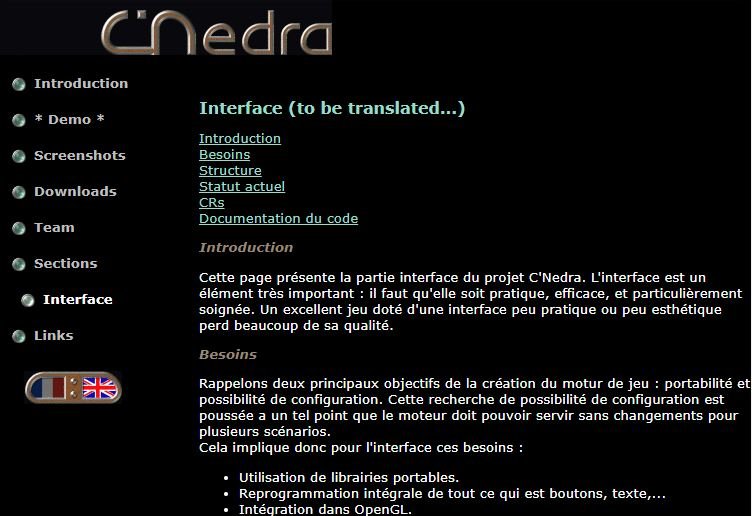 C'Nedra
Introduction
* Demo *
Screenshots
Downloads
Team
Sections
Interface
Links
Interface (to be translated...)
Introduction
Besoins
Structure
Statut actuel
CRs
Documentation du code
Introduction
Cette page présente la partie interface du projet C'Nedra. L'interface est un
élément très important : il faut qu'elle soit pratique, efficace, et particulièrement
soignée. Un excellent jeu doté d'une interface peu pratique ou peu esthétique
perd beaucoup de sa qualité.
Besoins
Rappelons deux principaux objectifs de la création du motur de jeu : portabilité et
possibilité de configuration. Cette recherche de possibilité de configuration est
poussée a un tel point que le moteur doit pouvoir servir sans changements pour
plusieurs scénarios.
Cela implique donc pour l'interface ces besoins :
• Utilisation de librairies portables.
• Reprogrammation intégrale de tout ce qui est boutons, texte,...
• Intégration dans OpenGL.